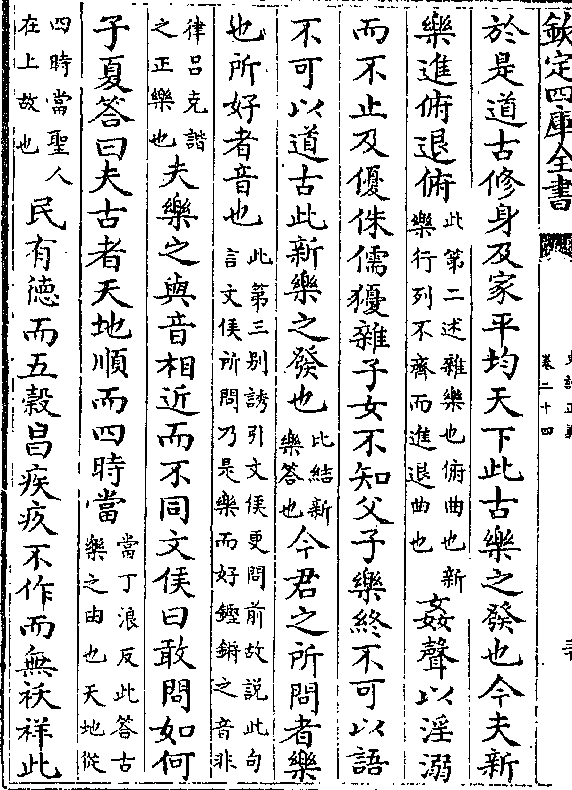 欽定四庫全書
史記正義
卷二十四
於是道古修身及家平均天下此古樂之發也今夫新
樂進俯退俯
此第二述雜樂也俯曲也新
樂行列不齊而進退曲也
姦聲以淫溺
而不止及優侏儒獶雜子女不知父子樂終不可以語
不可以道古此新樂之發也
此結新
樂答也
今君之所問者樂
也所好者音也
此第三别誘引文侯更問前故説此句
言文侯所問乃是樂而好鏗鏘之音非
律呂克諧
之正樂也
夫樂之與音相近而不同文侯曰敢問如何
子夏答曰夫古者天地順而四時當
當丁浪反此答古
樂之由也天地從
四時當聖人
在上故也
民有德而五穀昌疾疢不作而無祅祥此